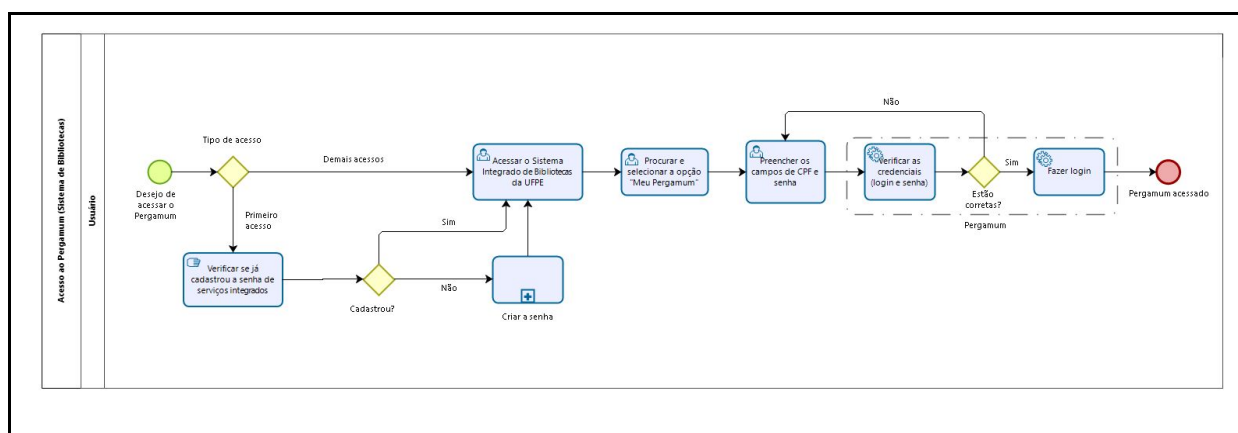 Acesso ao Pergamum (Sistema de Bibliotecas)
Usuário
Desejo de
acessar o
Pergamum
Tipo de acesso
Demais acessos
Primeiro
acesso
Verificar se já
cadastrou a senha de
serviços integrados
Cadastrou?
Sim
Não
Criar a senha
Acessar o Sistema
Integrado de Bibliotecas
da UFPE
Procurar e
selecionar a opção
"Meu Pergamum"
Preencher os
campos de CPF e
senha
Não
Verificar as
credenciais
(login e senha)
Estão
corretas?
Sim
Fazer login
Pergamum
Pergamum acessado